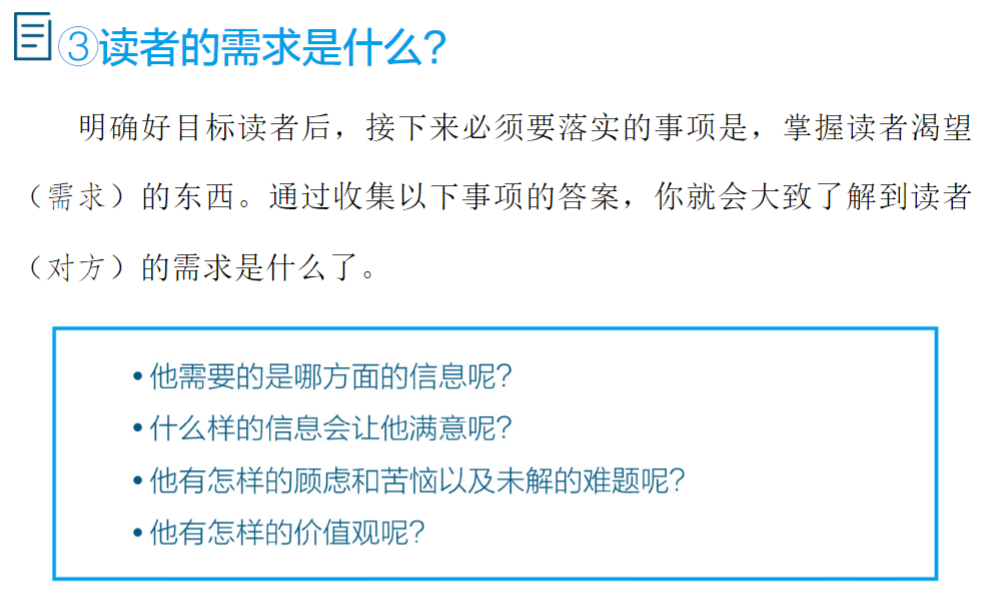 ③读者的需求是什么？
明确好目标读者后，接下来必须要落实的事项是，掌握读者渴望
（需求）的东西。通过收集以下事项的答案，你就会大致了解到读者
（对方）的需求是什么了。
•他需要的是哪方面的信息呢？
•什么样的信息会让他满意呢？
•他有怎样的顾虑和苦恼以及未解的难题呢？
•他有怎样的价值观呢？